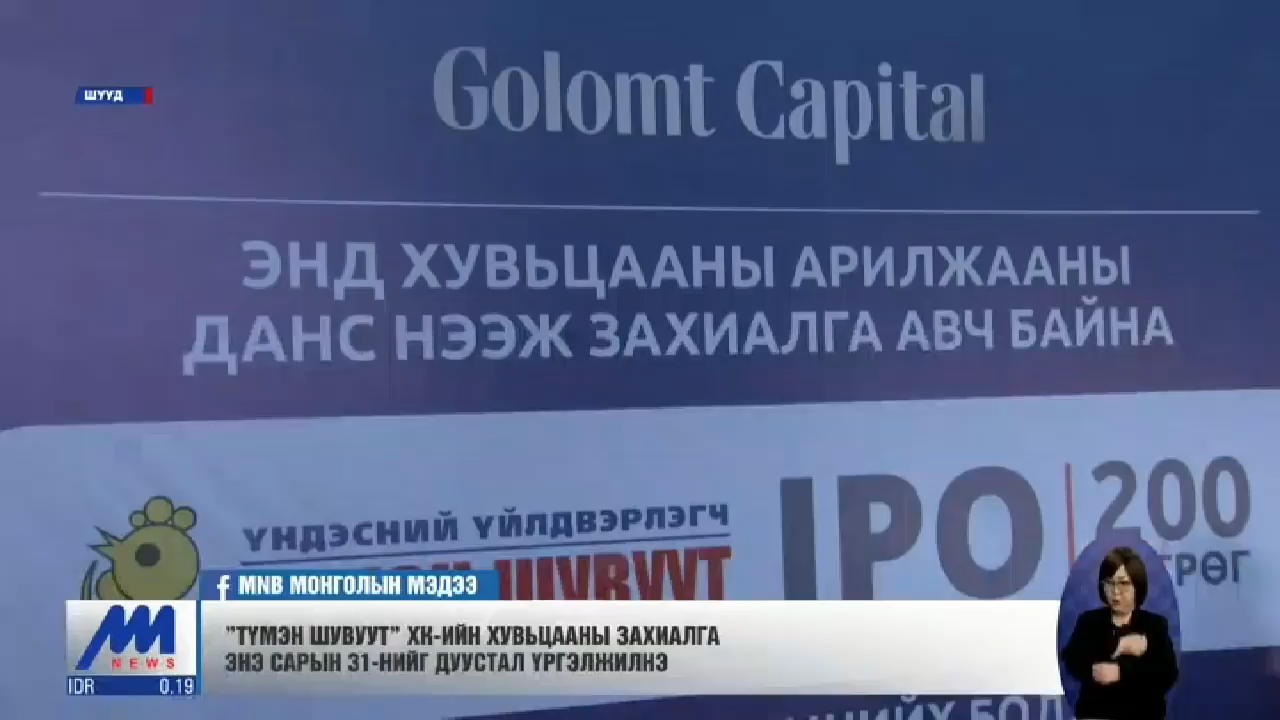 Golomt Capital
ШУУД
ЭНД ХУВЬЦААНЫ АРИЛЖААНЫ
ДАНС НЭЭЖ ЗАХИАЛГА АВЧ БАЙНА
ҮНДЭСНИЙ ҮЙЛДВЭРЛЭГЧ
ШУВУУТ
IPO
200
MNB МОНГОЛЫН МЭДЭЭ
"ТҮМЭН ШУВУУТ" ХК-ИЙН ХУВЬЦААНЫ ЗАХИАЛГА
ЭНЭ САРЫН 31-НИЙГ ДУУСТАЛ ҮРГЭЛЖИЛНЭ
NEWS
IDR 0.19